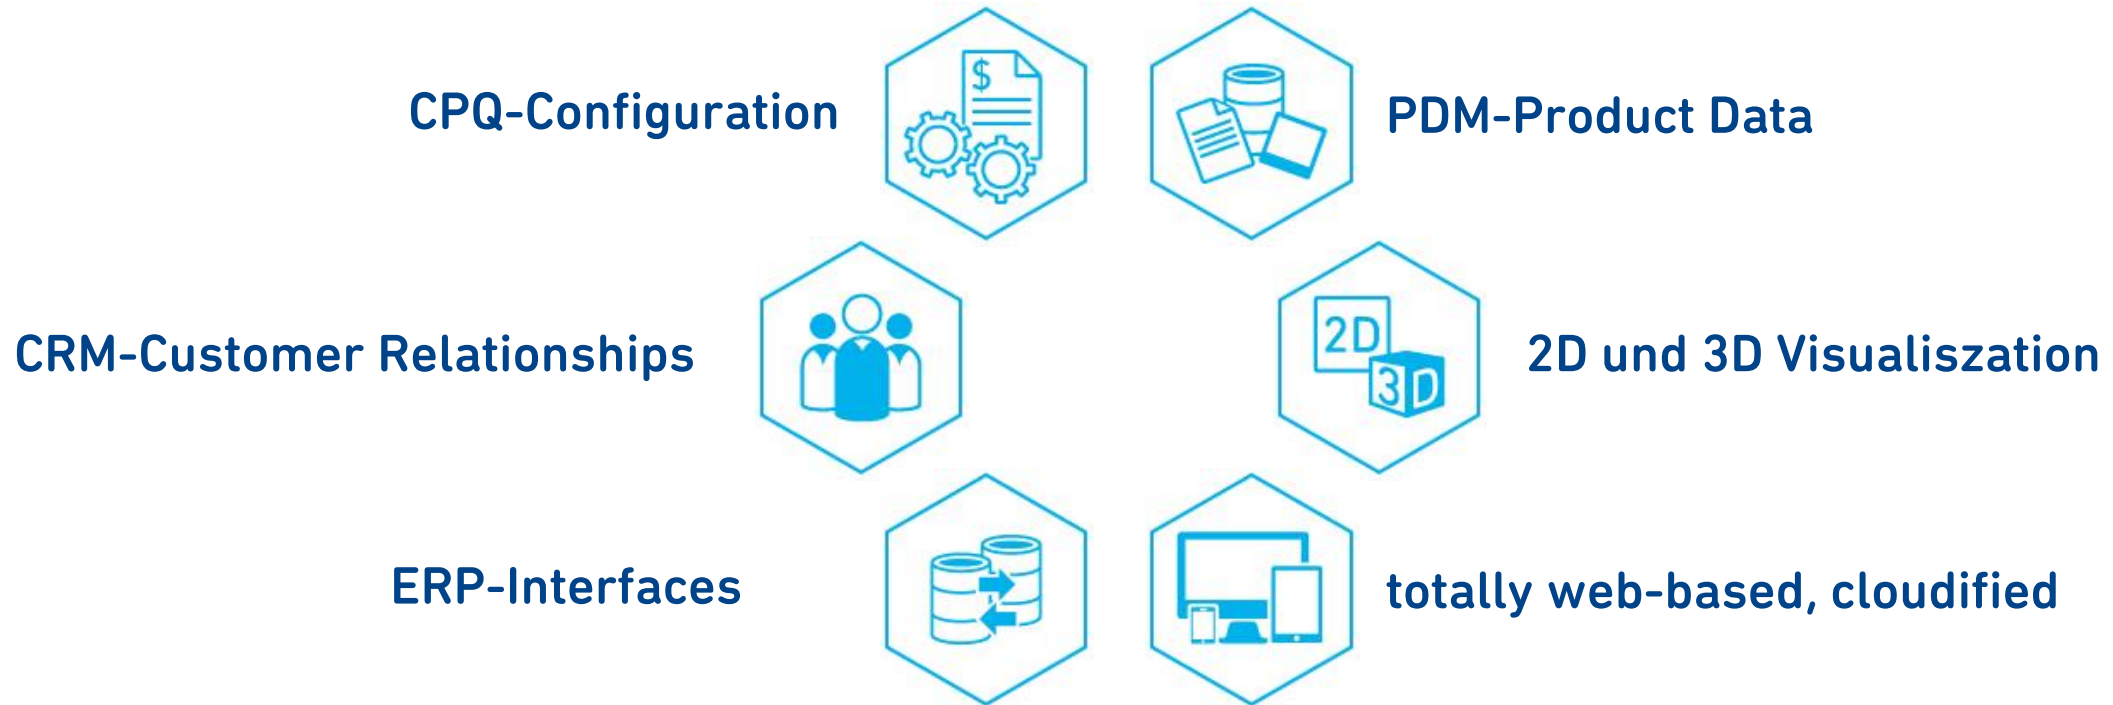 CPQ-Configuration
$
PDM-Product Data
CRM-Customer Relationships
2D
3D
2D und 3D Visualiszation
ERP-Interfaces
totally web-based, cloudified